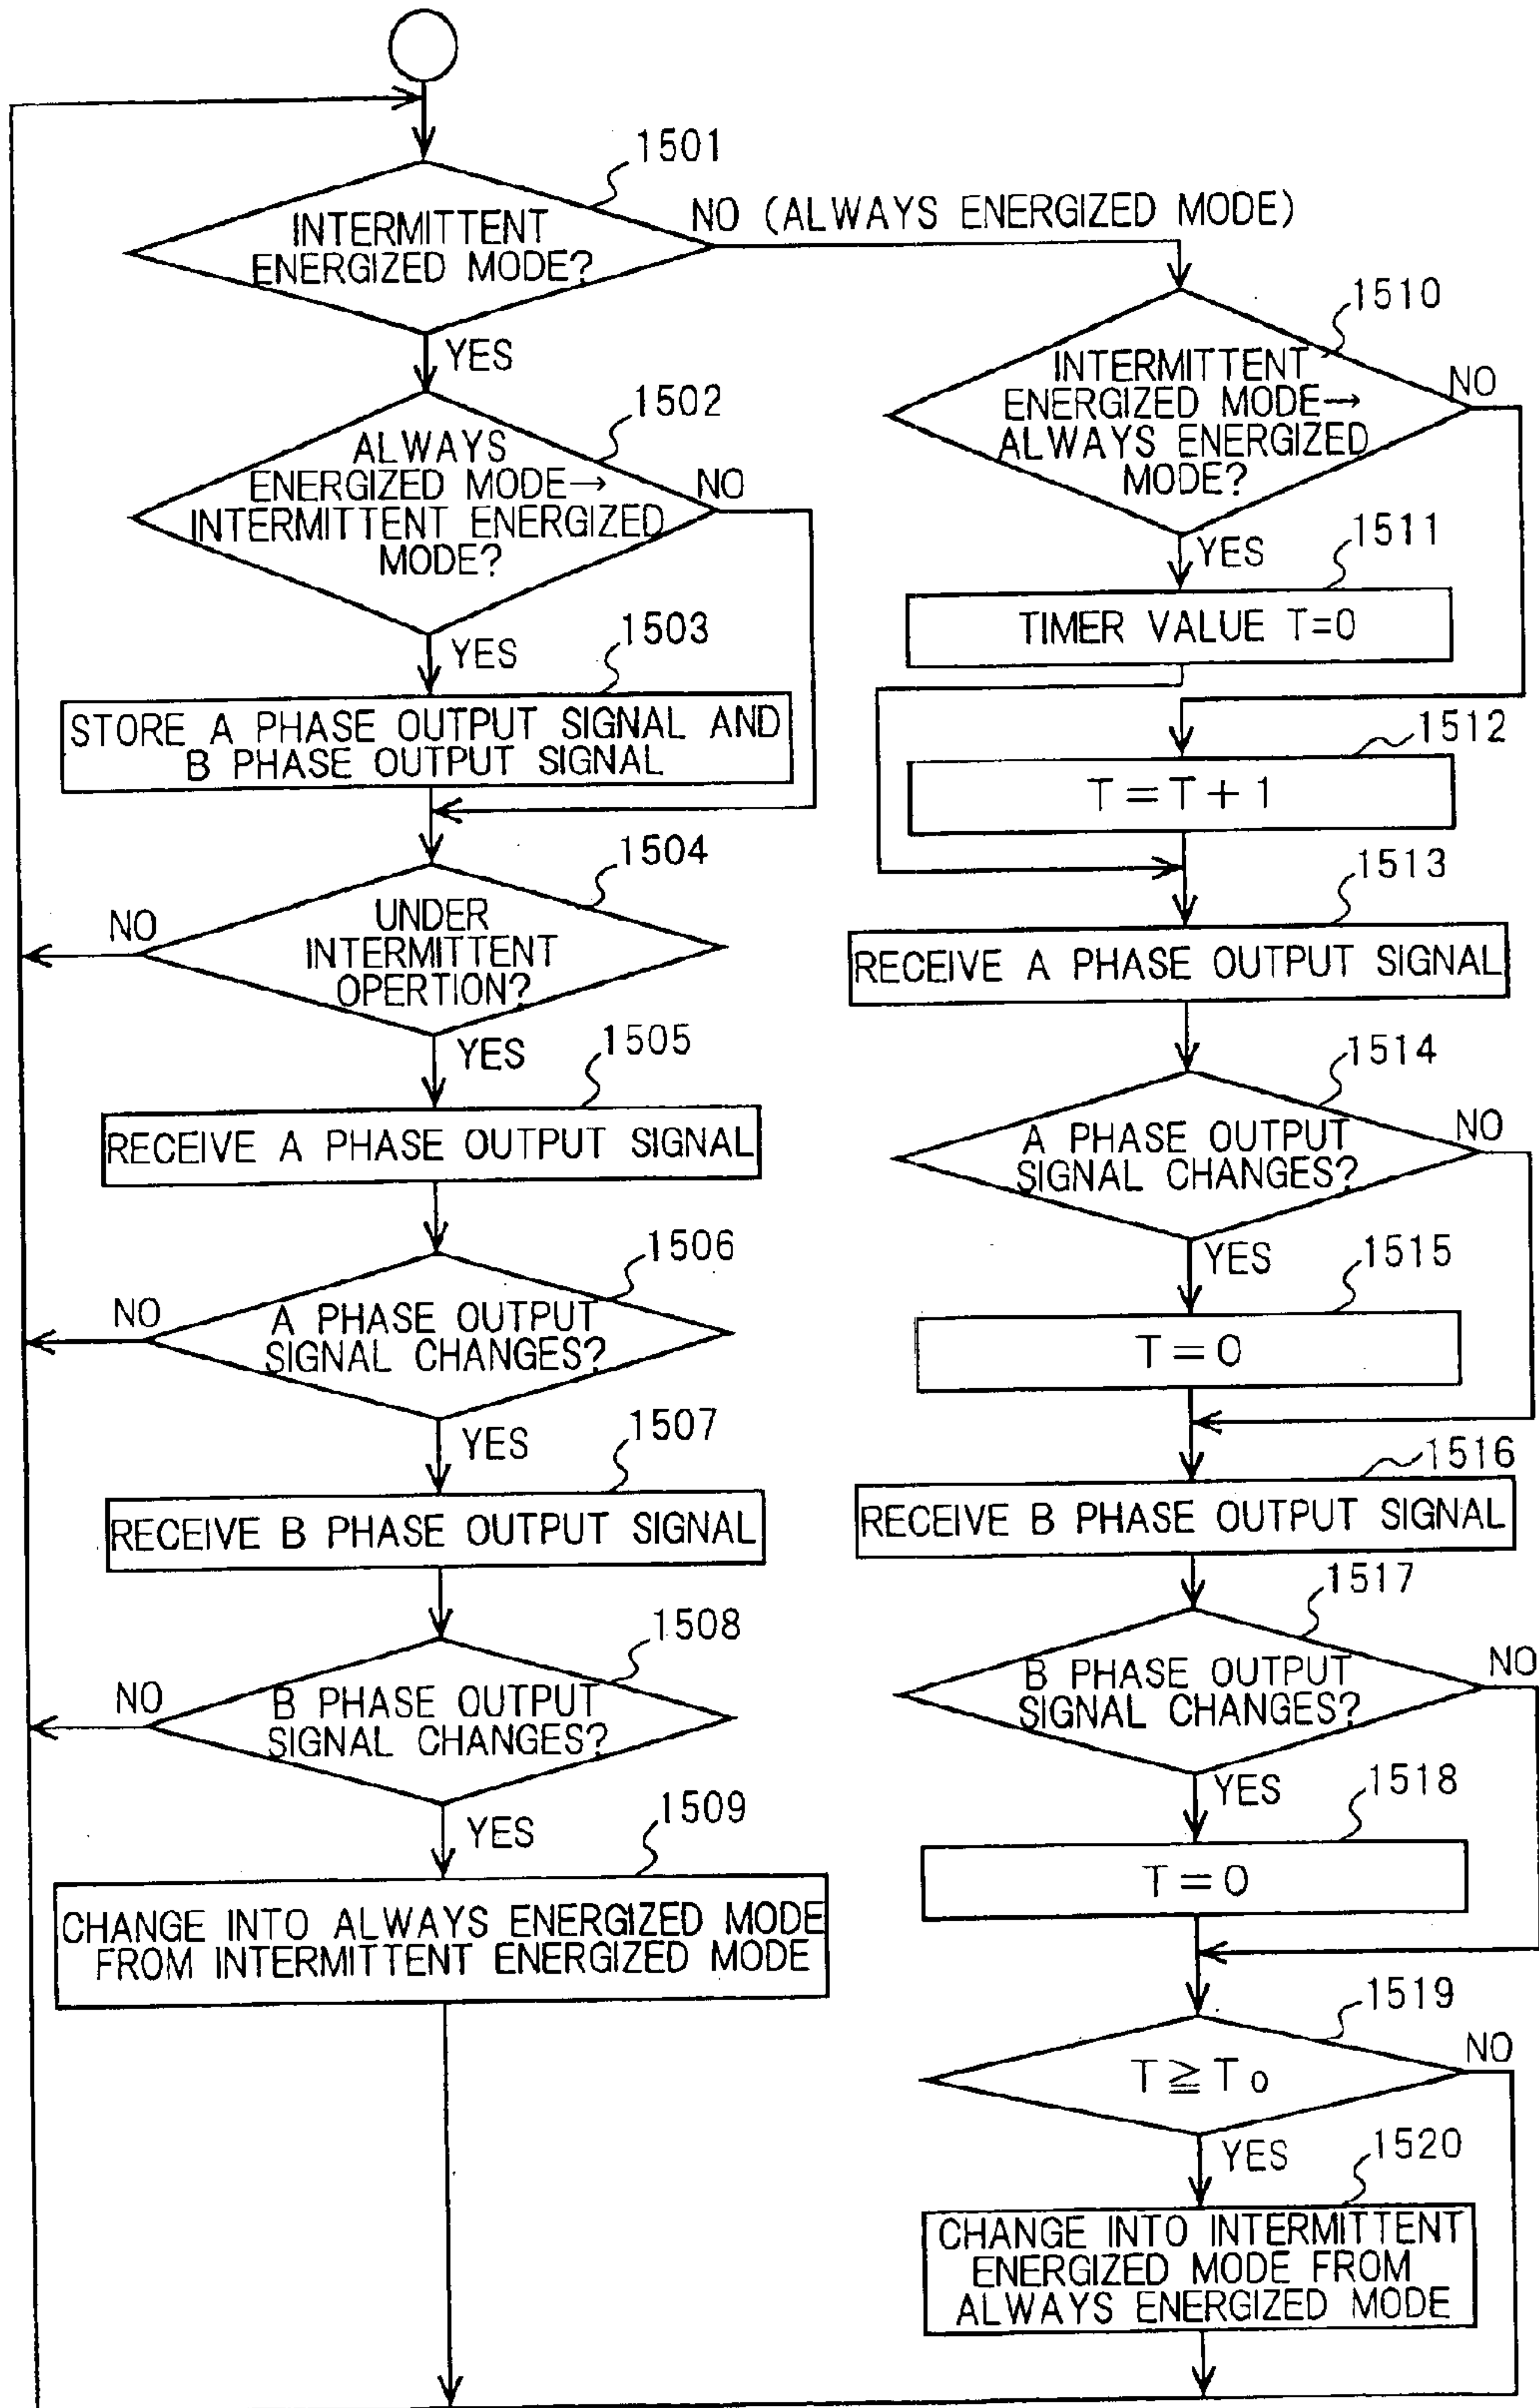 1501
INTERMITTENT
ENERGIZED MODE?
NO (ALWAYS ENERGIZED MODE)
YES
1502
ALWAYS
ENERGIZED MODE→
INTERMITTENT ENERGIZED
MODE?
NO
YES
1503
STORE A PHASE OUTPUT SIGNAL AND
B PHASE OUTPUT SIGNAL
1504
UNDER
INTERMITTENT
OPERTION?
NO
YES
1505
RECEIVE A PHASE OUTPUT SIGNAL
1506
A PHASE OUTPUT
SIGNAL CHANGES?
NO
YES
1507
RECEIVE B PHASE OUTPUT SIGNAL
1508
B PHASE OUTPUT
SIGNAL CHANGES?
NO
YES
1509
CHANGE INTO ALWAYS ENERGIZED MODE
FROM INTERMITTENT ENERGIZED MODE
1510
INTERMITTENT
ENERGIZED MODE→
ALWAYS ENERGIZED
MODE?
NO
YES
1511
TIMER VALUE T=0
1512
T=T+1
1513
RECEIVE A PHASE OUTPUT SIGNAL
1514
A PHASE OUTPUT
SIGNAL CHANGES?
NO
YES
1515
T=0
1516
RECEIVE B PHASE OUTPUT SIGNAL
1517
B PHASE OUTPUT
SIGNAL CHANGES?
NO
YES
1518
T=0
1519
T≧T0
NO
YES
1520
CHANGE INTO INTERMITTENT
ENERGIZED MODE FROM
ALWAYS ENERGIZED MODE